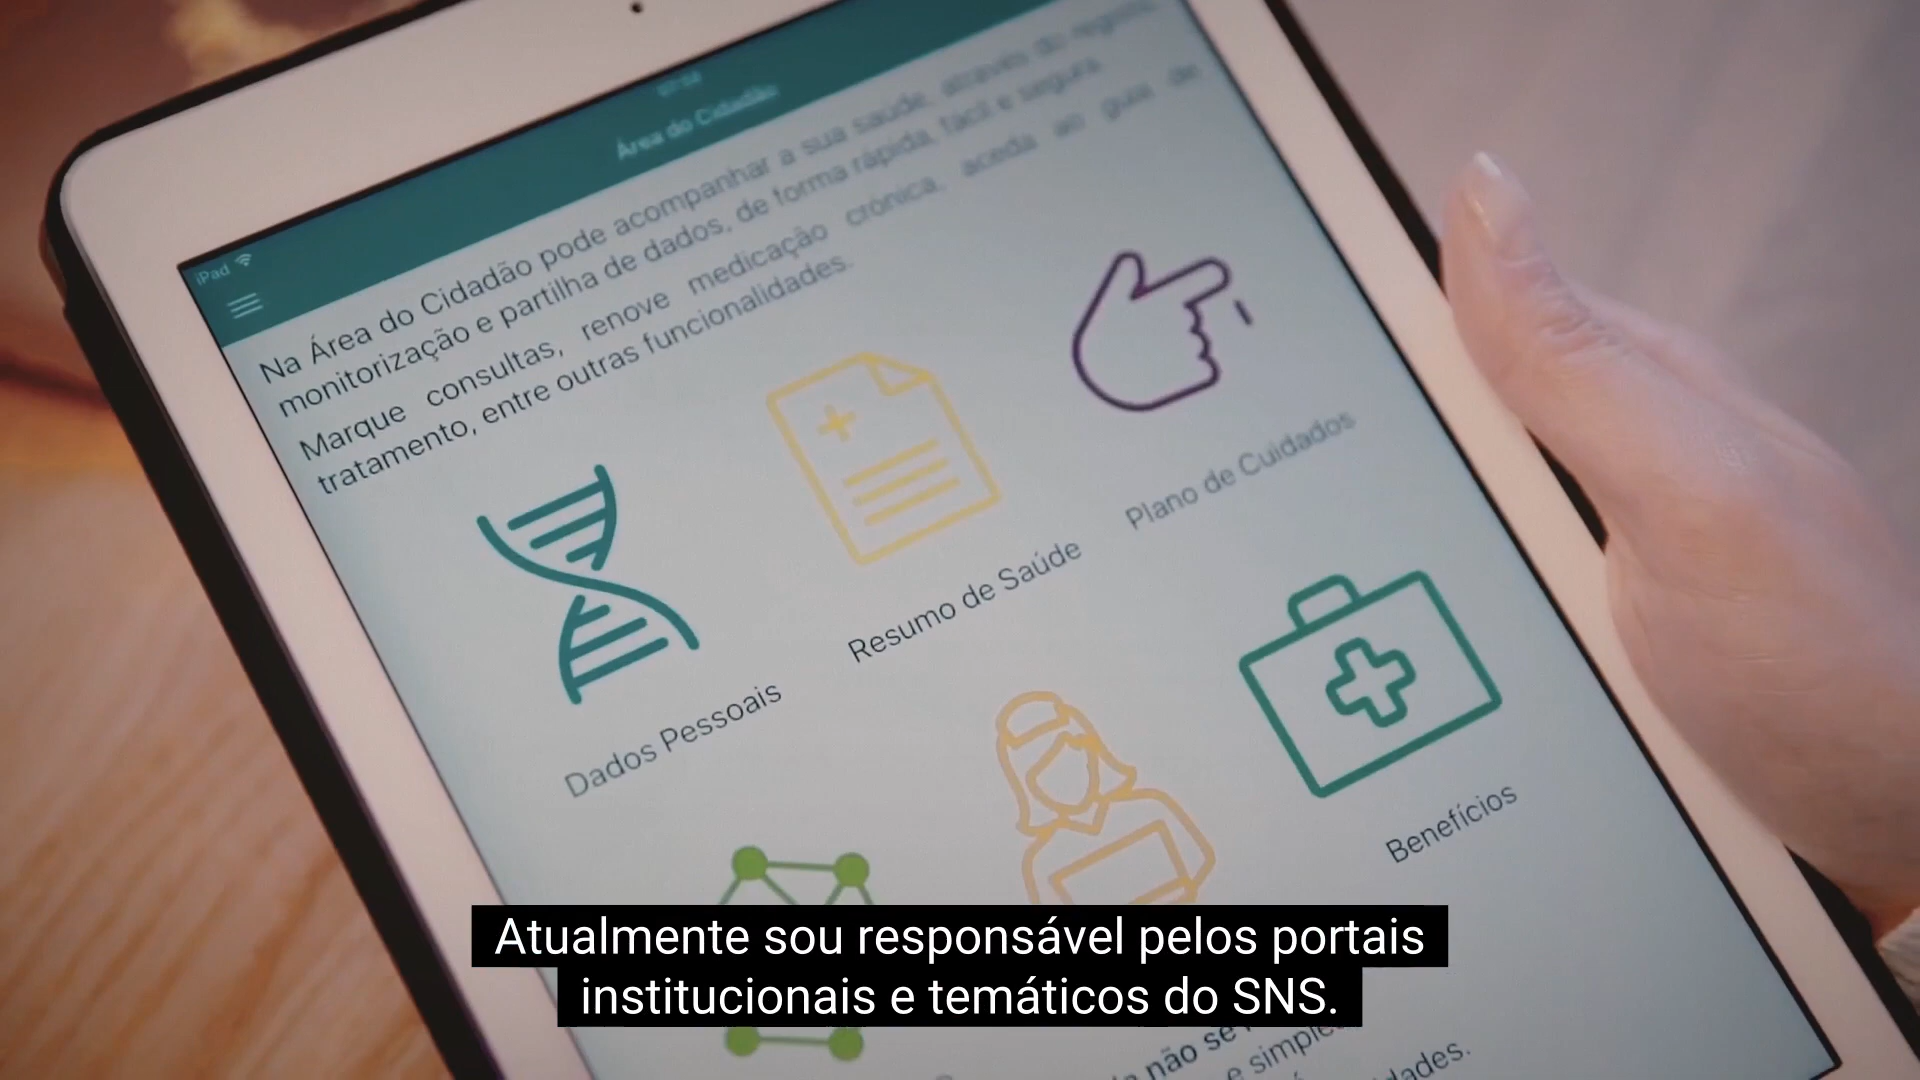 iPad
Área do Cidadão
Na Área do Cidadão pode acompanhar a sua saúde, através do registo,
monitorização e partilha de dados, de forma rápida, fácil e segura.
Marque consultas, renove medicação crónica, aceda ao guia de
tratamento, entre outras funcionalidades.
Dados Pessoais
Resumo de Saúde
Plano de Cuidados
Benefícios
Atualmente sou responsável pelos portais
institucionais e temáticos do SNS.
não se